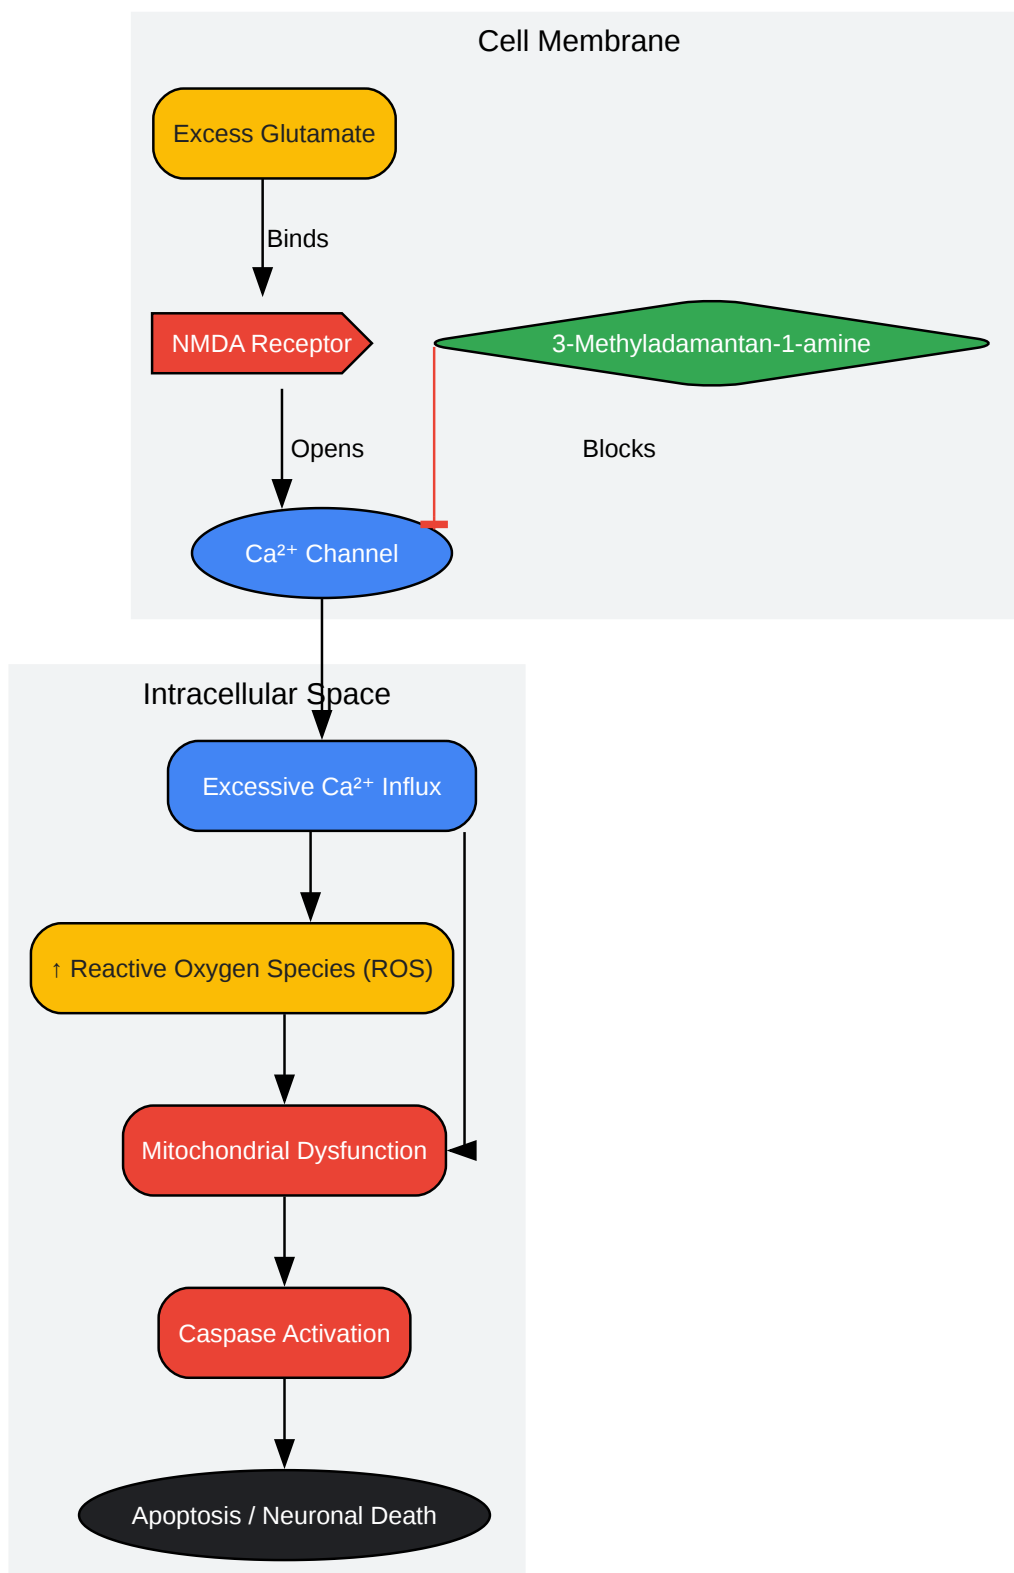 Cell Membrane
Excess Glutamate
Binds
NMDA Receptor
3-Methyladamantan-1-amine
Opens
Blocks
Ca²⁺ Channel
Intracellular Space
Excessive Ca²⁺ Influx
↑ Reactive Oxygen Species (ROS)
Mitochondrial Dysfunction
Caspase Activation
Apoptosis / Neuronal Death